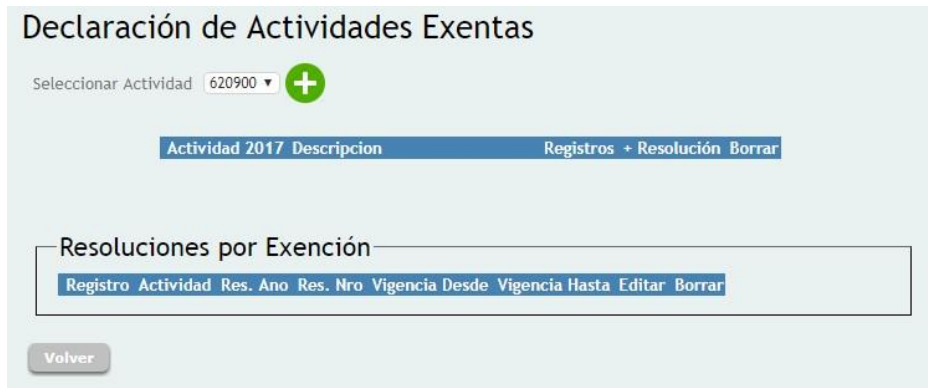 Declaración de Actividades Exentas
Seleccionar Actividad 620900
Actividad 2017 Descripcion Registros + Resolución Borrar
Resoluciones por Exención
Registro Actividad Res. Ano Res. Nro Vigencia Desde Vigencia Hasta Editar Borrar
Volver